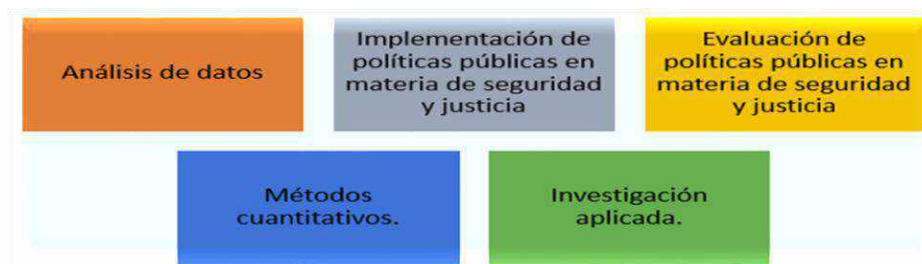 Análisis de datos
Implementación de
políticas públicas en
materia de seguridad
y justicia
Evaluación de
políticas públicas en
materia de seguridad
y justicia
Métodos
cuantitativos.
Investigación
aplicada.